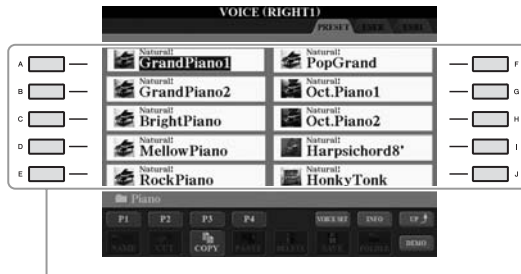 VOICE (RIGHT1)
PRESET USER USB1
A Natural! GrandPiano1 Natural! PopGrand F
B Natural! GrandPiano2 Natural! Oct.Piano1 G
C Natural! BrightPiano Natural! Oct.Piano2 H
D Natural! MellowPiano Natural! Harpsichord8' I
E Natural! RockPiano Natural! HonkyTonk J
Piano
P1 P2 P3 P4 VOICE SET INFO UP
NAME CUT COPY PASTE DELETE SAVE FOLDER DEMO